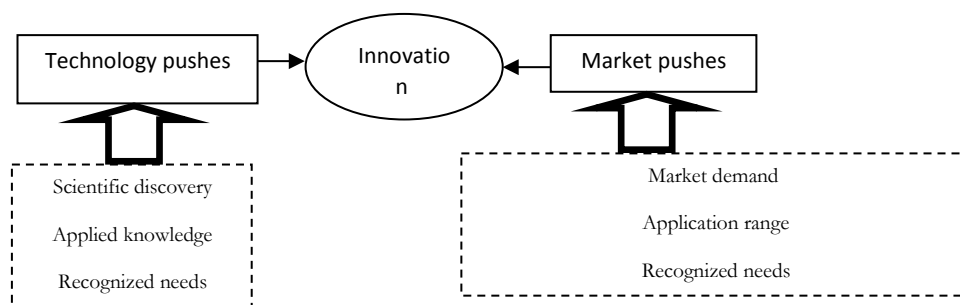 Technology pushes
Innovatio
n
Market pushes
Scientific discovery
Applied knowledge
Recognized needs
Market demand
Application range
Recognized needs